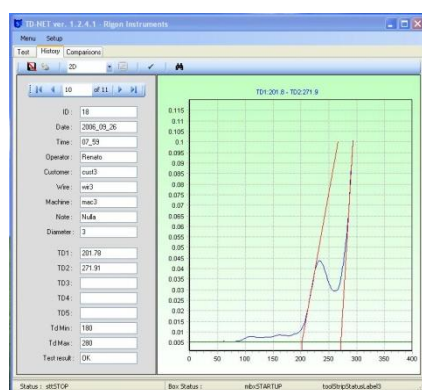 TD-NET ver. 1.2.4.1 - Rigon Instruments
Menu Setup
Test History Comparisons
2D
10 of 11
ID : 18
Date : 2006_09_26
Time : 07_59
Operator : Renato
Customer : cust3
Wire : wir3
Machine : mac3
Note : Nulla
Diameter : 3
TD1 : 201.78
TD2 : 271.91
TD3 :
TD4 :
TD5 :
Td Min : 180
Td Max : 280
Test result : OK
TD1:201.8 - TD2:271.9
0.115
0.11
0.105
0.1
0.095
0.09
0.085
0.08
0.075
0.07
0.065
0.06
0.055
0.05
0.045
0.04
0.035
0.03
0.025
0.02
0.015
0.01
0.005
0 50 100 150 200 250 300 350 400
Status : sttSTOP Box Status : mbxSTARTUP toolStripStatusLabel3